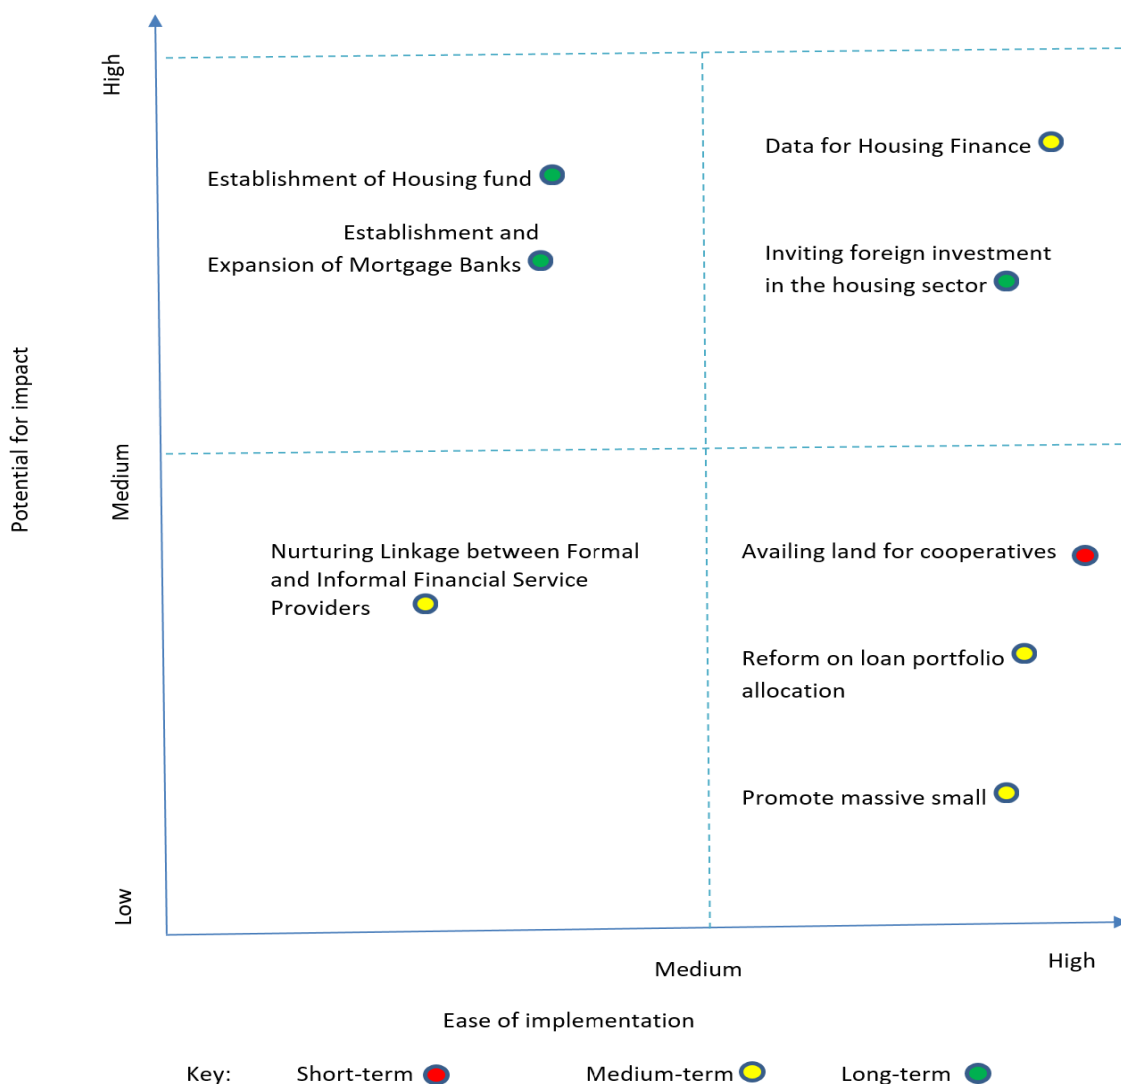 High
Data for Housing Finance
Establishment of Housing fund
Establishment and
Expansion of Mortgage Banks
Inviting foreign investment
in the housing sector
Potential for impact
Medium
Nurturing Linkage between Formal
and Informal Financial Service
Providers
Availing land for cooperatives
Reform on loan portfolio
allocation
Promote massive small
Low
Medium
High
Ease of implementation
Key: Short-term Medium-term Long-term